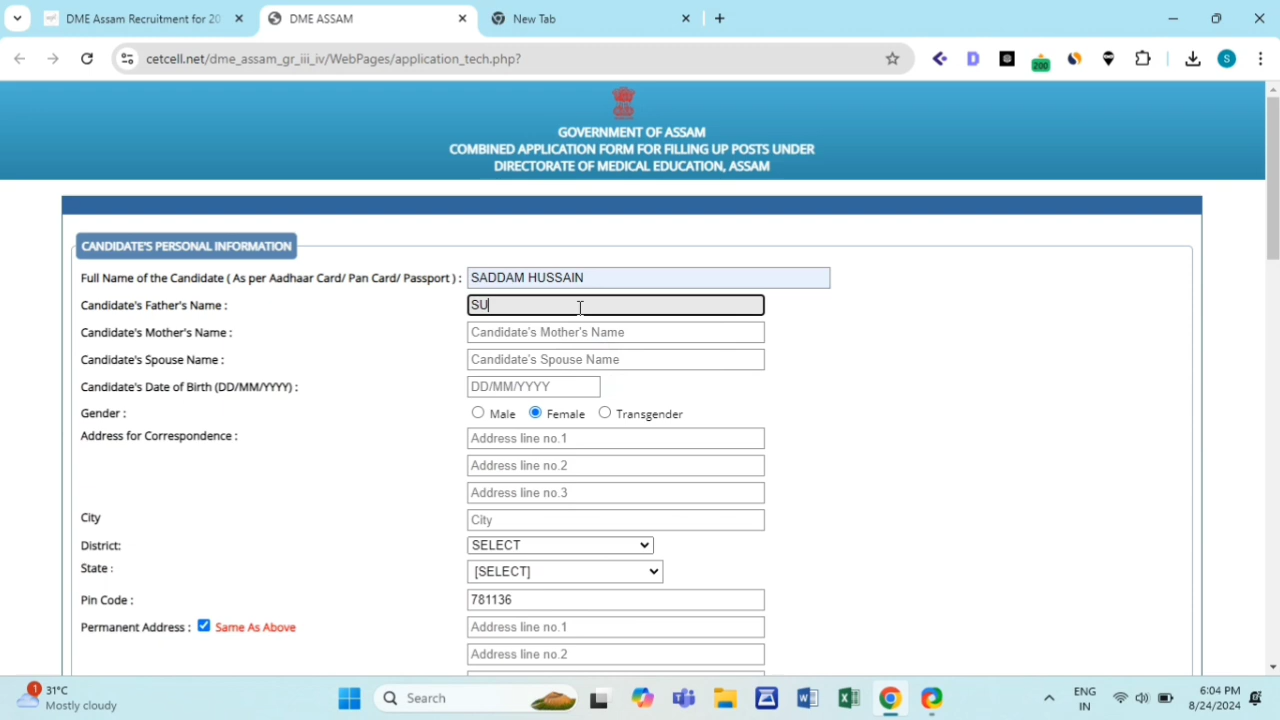 DME Assam Recruitment for 20
DME ASSAM
New Tab
cetcell.net/dme_assam_gr_iii_iv/WebPages/application_tech.php?
D
200
S
GOVERNMENT OF ASSAM
COMBINED APPLICATION FORM FOR FILLING UP POSTS UNDER
DIRECTORATE OF MEDICAL EDUCATION, ASSAM
CANDIDATE'S PERSONAL INFORMATION
Full Name of the Candidate ( As per Aadhaar Card/ Pan Card/ Passport ) : SADDAM HUSSAIN
Candidate's Father's Name : SU
Candidate's Mother's Name : Candidate's Mother's Name
Candidate's Spouse Name : Candidate's Spouse Name
Candidate's Date of Birth (DD/MM/YYYY) : DD/MM/YYYY
Gender : Male Female Transgender
Address for Correspondence : Address line no.1
Address line no.2
Address line no.3
City City
District: SELECT
State : [SELECT]
Pin Code : 781136
Permanent Address : Same As Above Address line no.1
Address line no.2
1
31°C
Mostly cloudy
Search
ENG
IN
6:04 PM
8/24/2024